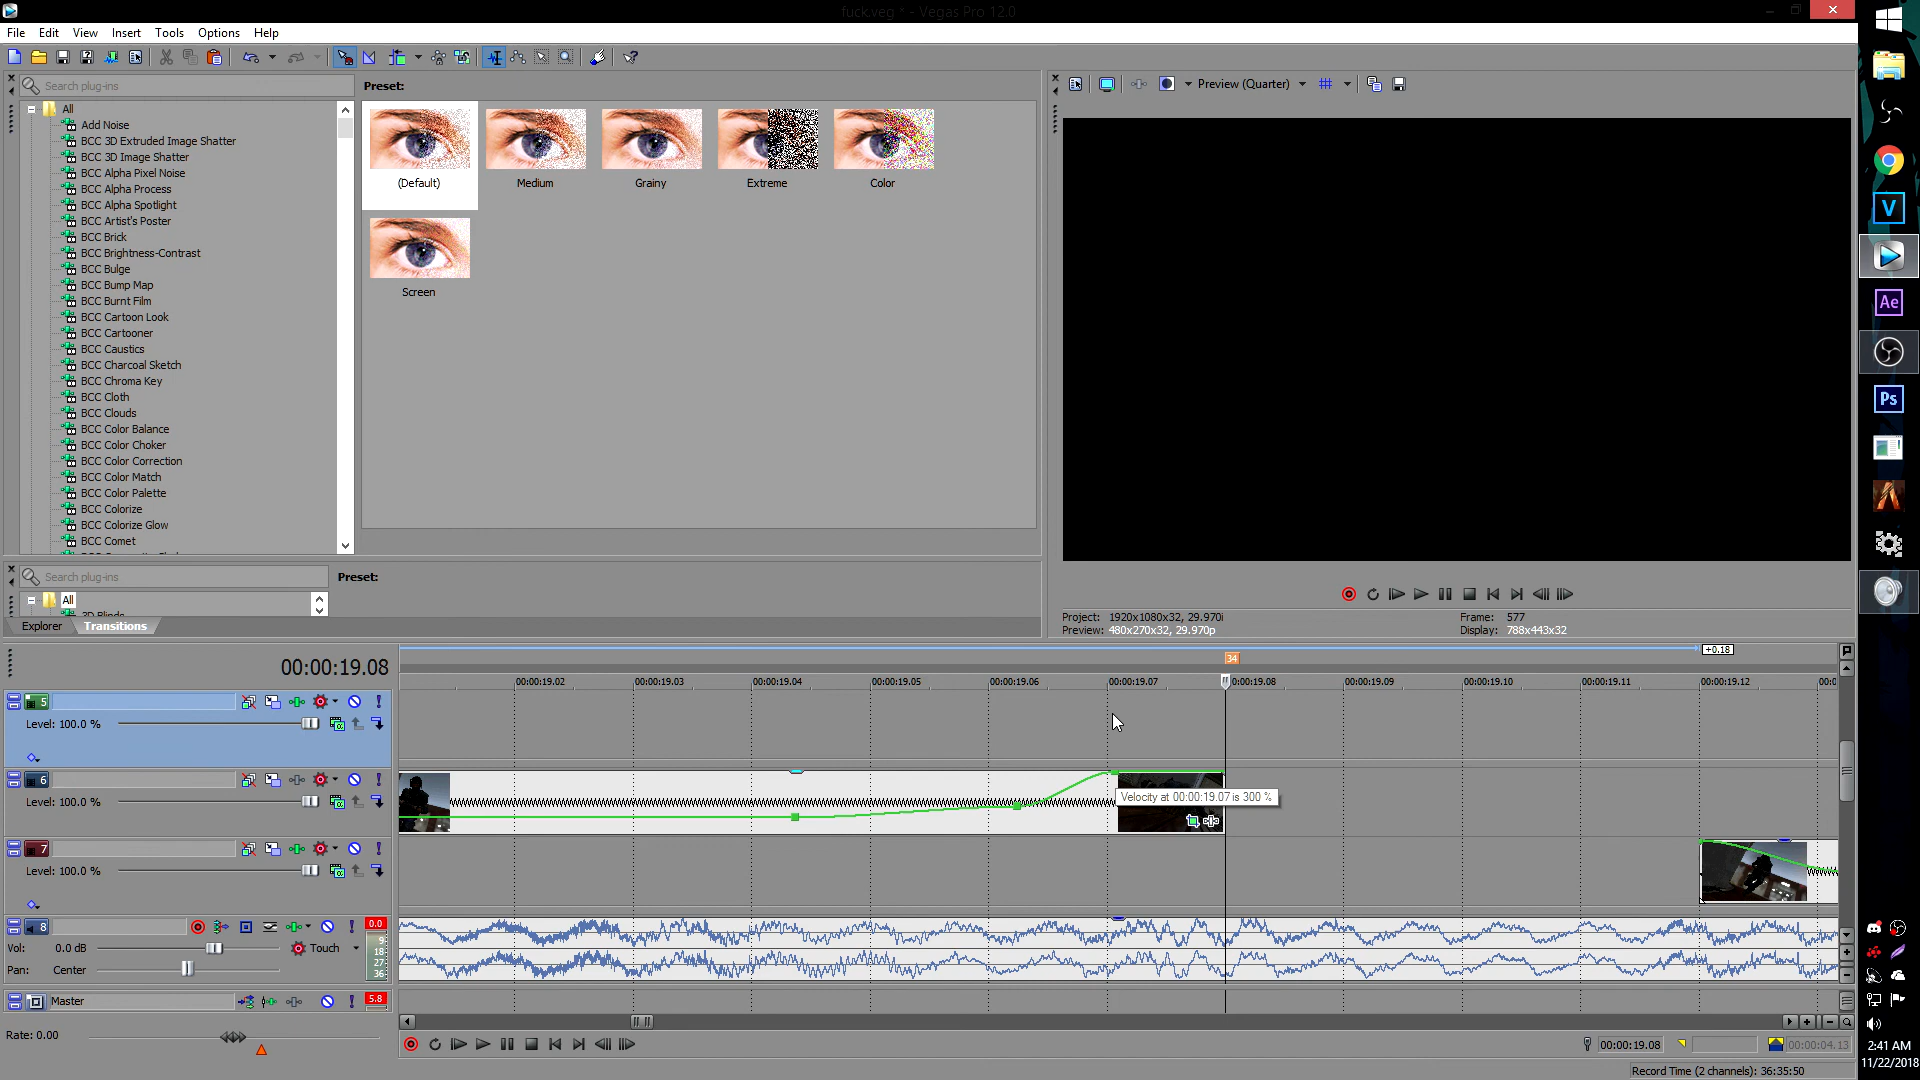 fuck.veg * - Vegas Pro 12.0
File Edit View Insert Tools Options Help
Search plug-ins
Preset:
Preview (Quarter)
All
Add Noise
BCC 3D Extruded Image Shatter
BCC 3D Image Shatter
BCC Alpha Pixel Noise
BCC Alpha Process
BCC Alpha Spotlight
BCC Artist's Poster
BCC Brick
BCC Brightness-Contrast
BCC Bulge
BCC Bump Map
BCC Burnt Film
BCC Cartoon Look
BCC Cartooner
BCC Caustics
BCC Charcoal Sketch
BCC Chroma Key
BCC Cloth
BCC Clouds
BCC Color Balance
BCC Color Choker
BCC Color Correction
BCC Color Match
BCC Color Palette
BCC Colorize
BCC Colorize Glow
BCC Comet
(Default) Medium Grainy Extreme Color
Screen
Search plug-ins
Preset:
All
3D Blinds
Explorer Transitions
Project: 1920x1080x32, 29.970i
Preview: 480x270x32, 29.970p
Frame: 577
Display: 788x443x32
00:00:19.08
34
+0.18
00:00:19.02 00:00:19.03 00:00:19.04 00:00:19.05 00:00:19.06 00:00:19.07 00:00:19.08 00:00:19.09 00:00:19.10 00:00:19.11 00:00:19.12 00:0
5
Level: 100.0 %
6
Level: 100.0 %
Velocity at 00:00:19.07 is 300 %
7
Level: 100.0 %
8
0.0
Vol: 0.0 dB Touch
Pan: Center
9
18
27
36
Master 5.8
Rate: 0.00
00:00:19.08 00:00:04.13
Record Time (2 channels): 36:35:50
V
Ae
Ps
2:41 AM
11/22/2018